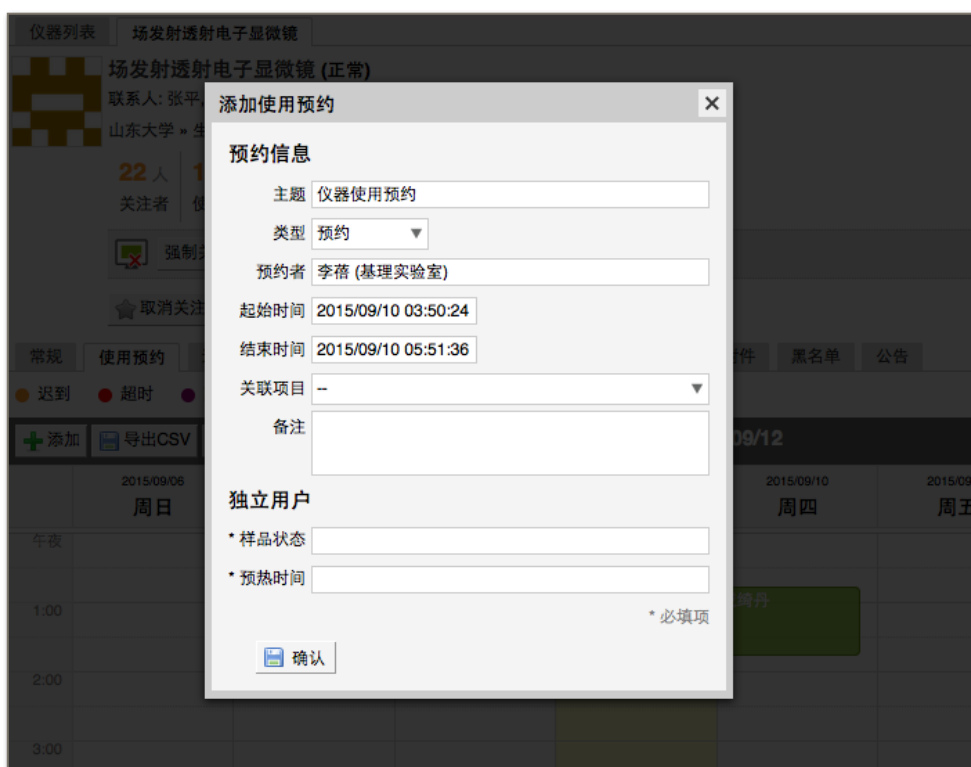 仪器列表 场发射透射电子显微镜
场发射透射电子显微镜 (正常)
联系人: 张平,
山东大学 »
22 人
关注者
强制
取消关注
常规 使用预约 黑名单 公告
迟到 超时
添加 导出CSV 09/12
2015/09/06 2015/09/10
周日 周四
午夜
1:00
2:00
3:00
添加使用预约
预约信息
主题 仪器使用预约
类型 预约
预约者 李蓓 (基理实验室)
起始时间 2015/09/10 03:50:24
结束时间 2015/09/10 05:51:36
关联项目 --
备注
独立用户
* 样品状态
* 预热时间
* 必填项
确认